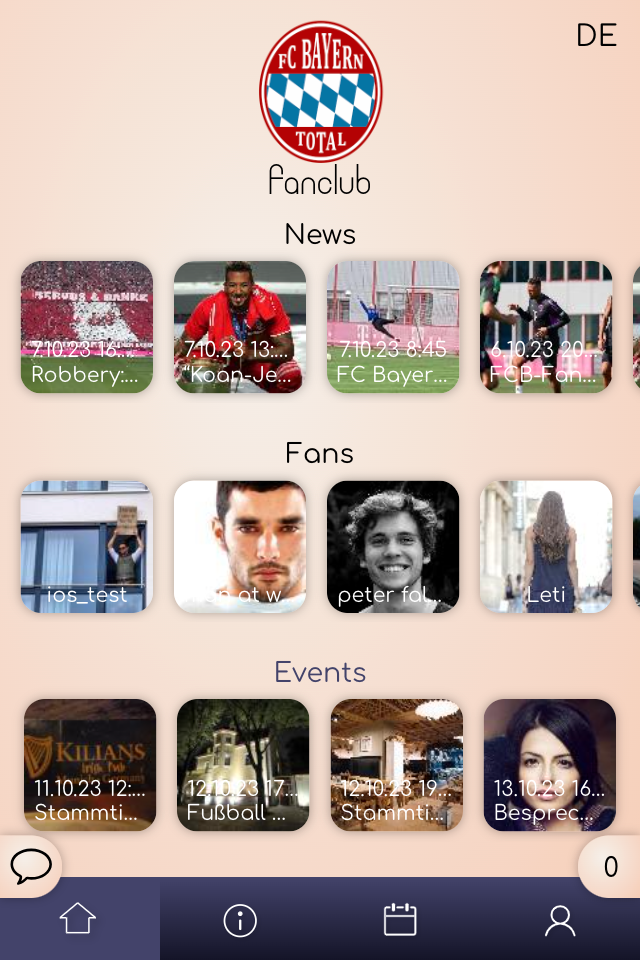 DE
FC BAYERN
TOTAL
Fanclub
News
7.10.23 16:...
Robbery:...
7.10.23 13:...
“Koan-Je...
7.10.23 8:45
FC Bayer...
6.10.23 20...
FCB-Fan...
Fans
ios_test
at w
peter fal...
Leti
Events
KILIANS
Irish Pub
11.10.23 12:...
Stammti...
12.10.23 17...
Fußball ...
12.10.23 19...
Stammti...
13.10.23 16...
Besprec...
0